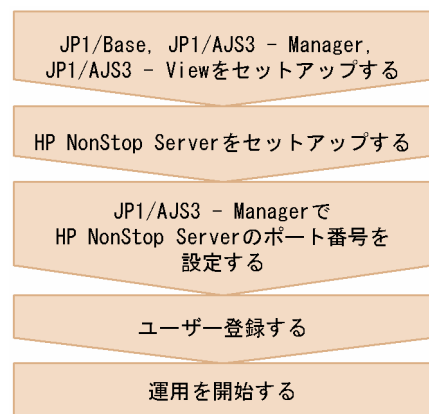 JP1/Base, JP1/AJS3 - Manager,
JP1/AJS3 - Viewをセットアップする
HP NonStop Serverをセットアップする
JP1/AJS3 - Managerで
HP NonStop Serverのポート番号を
設定する
ユーザー登録する
運用を開始する